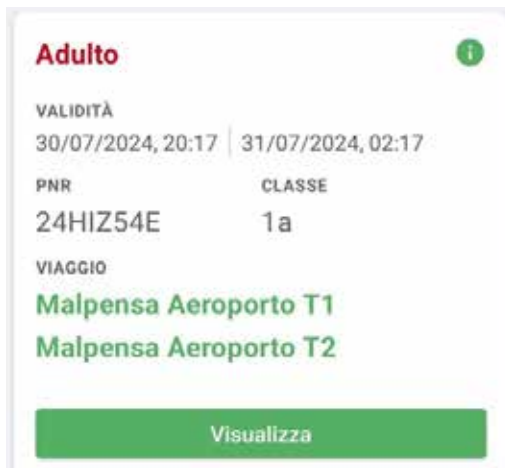 Adulto
VALIDITÀ
30/07/2024, 20:17 31/07/2024, 02:17
PNR CLASSE
24HIZ54E 1a
VIAGGIO
Malpensa Aeroporto T1
Malpensa Aeroporto T2
Visualizza